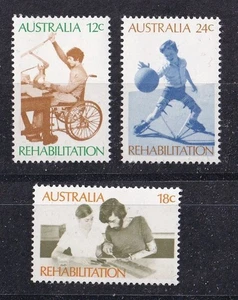 AUSTRALIA 12c
REHABILITATION
AUSTRALIA 24c
REHABILITATION
AUSTRALIA
18c
REHABILITATION